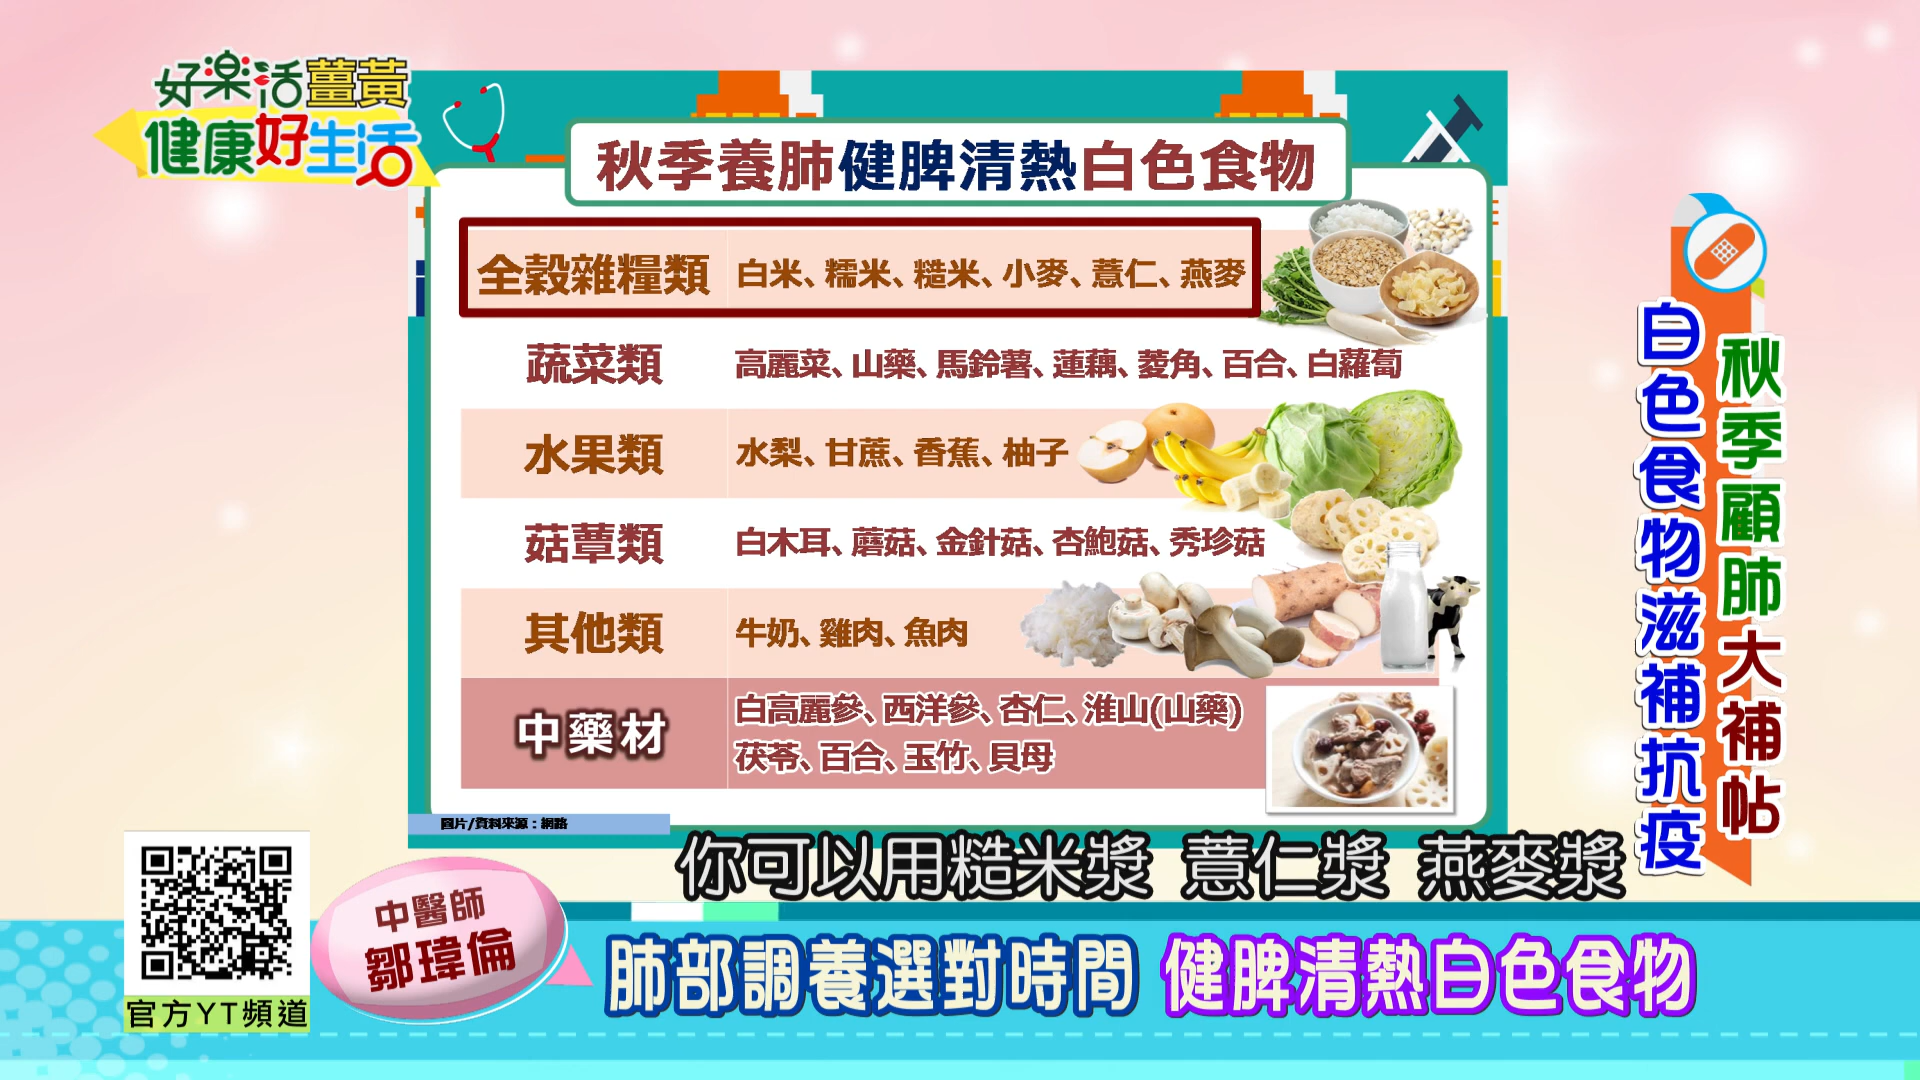 好楽活薑黃
健康好生活
秋季養肺健脾清熱白色食物
全穀雜糧類 白米、糯米、糙米、小麥、薏仁、燕麥
蔬菜類 高麗菜、山藥、馬鈴薯、蓮藕、菱角、百合、白蘿蔔
水果類 水梨、甘蔗、香蕉、柚子
菇蕈類 白木耳、蘑菇、金針菇、杏鮑菇、秀珍菇
其他類 牛奶、雞肉、魚肉
中藥材 白高麗參、西洋參、杏仁、淮山(山藥)
茯苓、百合、玉竹、貝母
圖片/資料來源：網路
秋季顧肺大補帖
白色食物滋補抗疫
你可以用糙米漿 薏仁漿 燕麥漿
官方YT頻道
中醫師
鄒瑋倫
肺部調養選對時間 健脾清熱白色食物